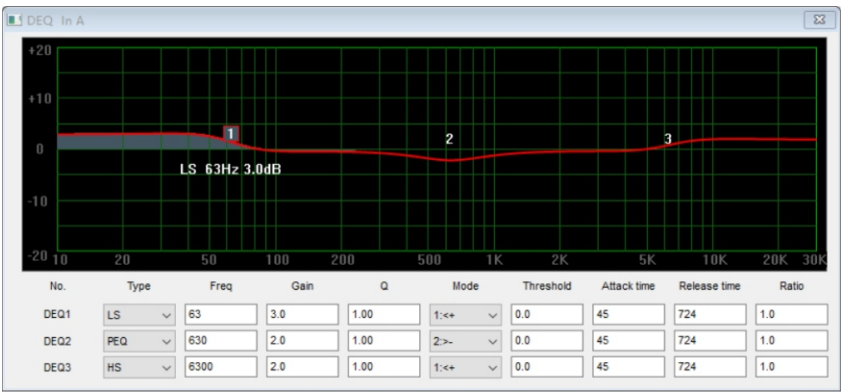 DEQ In A
+20
+10
1
2
3
0
LS 63Hz 3.0dB
-10
-20
10 20 50 100 200 500 1K 2K 5K 10K 20K 30K
No. Type Freq Gain Q Mode Threshold Attack time Release time Ratio
DEQ1 LS 63 3.0 1.00 1:<+ 0.0 45 724 1.0
DEQ2 PEQ 630 2.0 1.00 2:>- 0.0 45 724 1.0
DEQ3 HS 6300 2.0 1.00 1:<+ 0.0 45 724 1.0